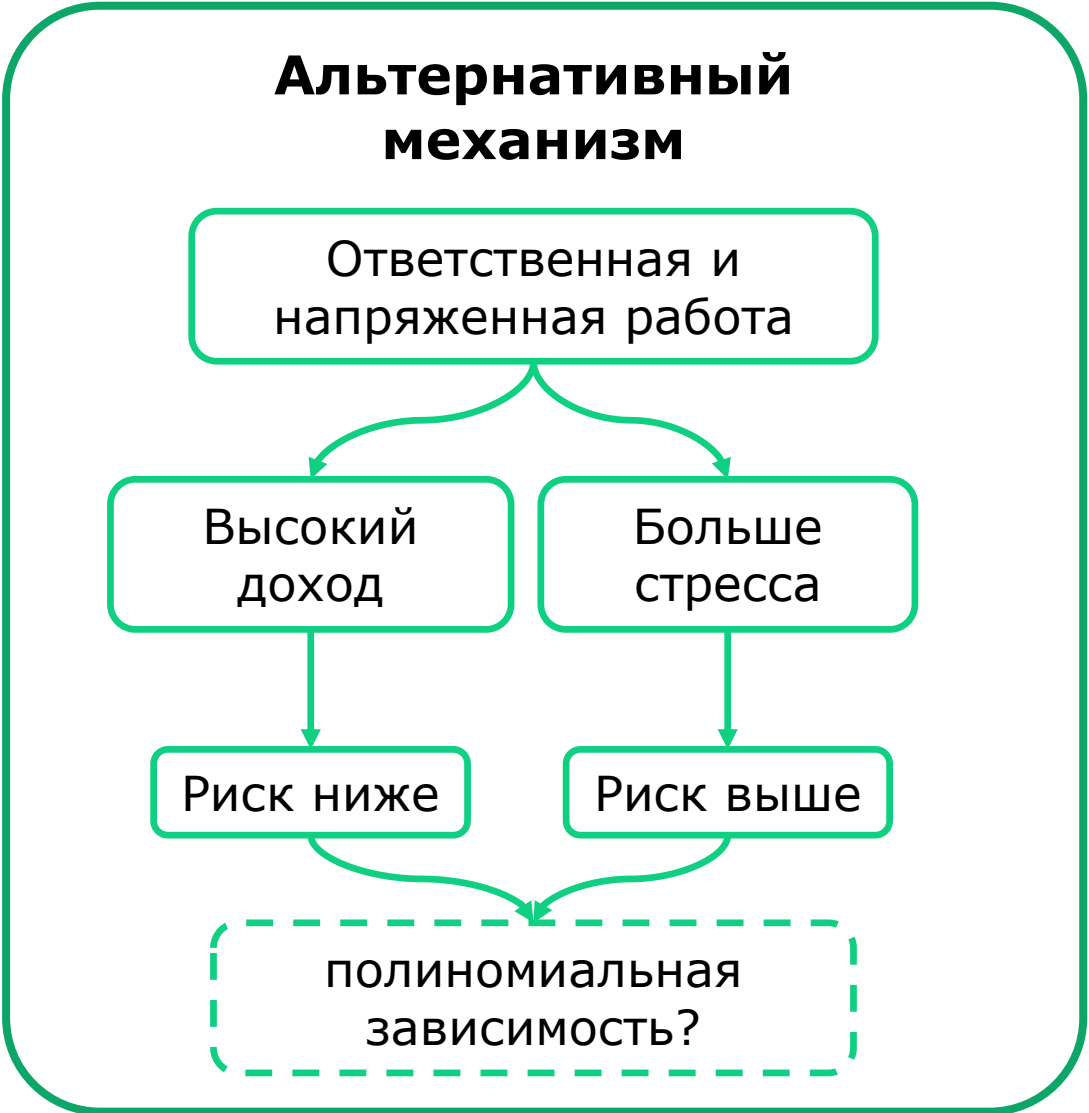 Альтернативный
механизм
Ответственная и
напряженная работа
Высокий
доход
Больше
стресса
Риск ниже
Риск выше
полиномиальная
зависимость?